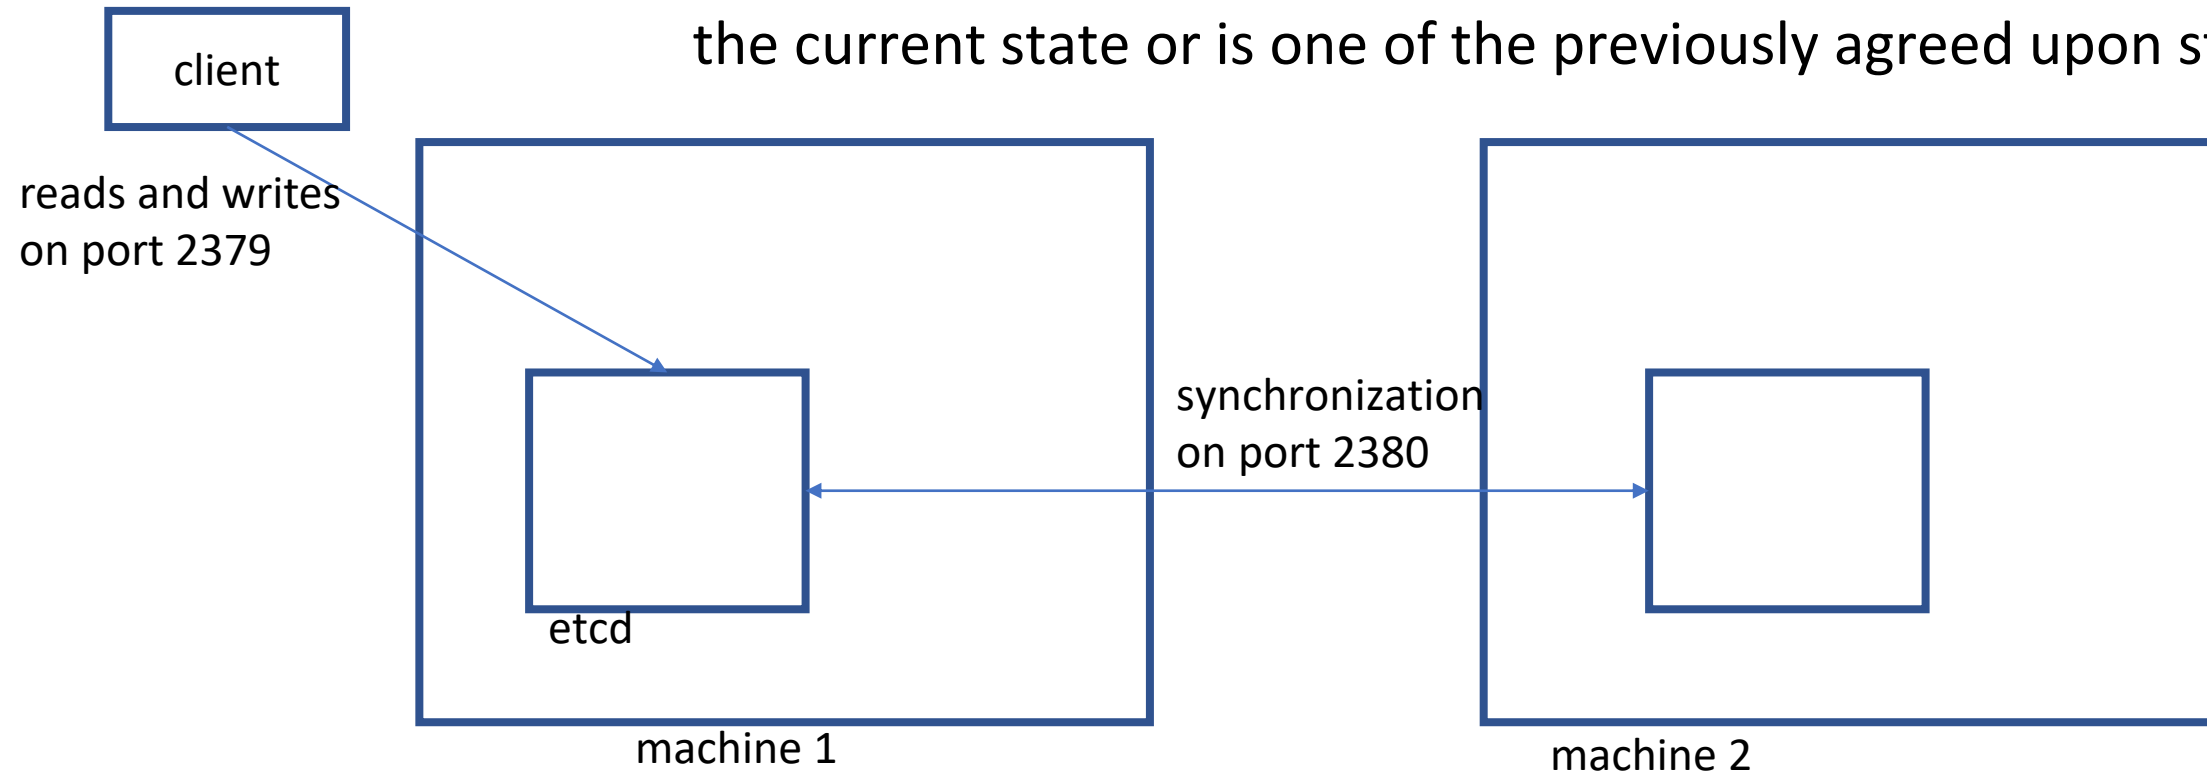 the current state or is one of the previously agreed upon
client
reads and writes
on port 2379
synchronization
on port 2380
etcd
machine 1
machine 2